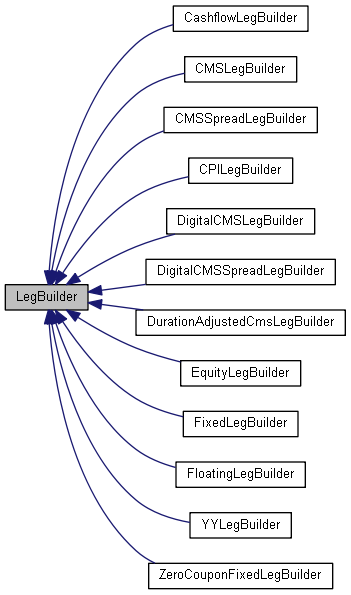 CashflowLegBuilder
CMSLegBuilder
CMSSpreadLegBuilder
CPILegBuilder
DigitalCMSLegBuilder
DigitalCMSSpreadLegBuilder
LegBuilder
DurationAdjustedCmsLegBuilder
EquityLegBuilder
FixedLegBuilder
FloatingLegBuilder
YYLegBuilder
ZeroCouponFixedLegBuilder